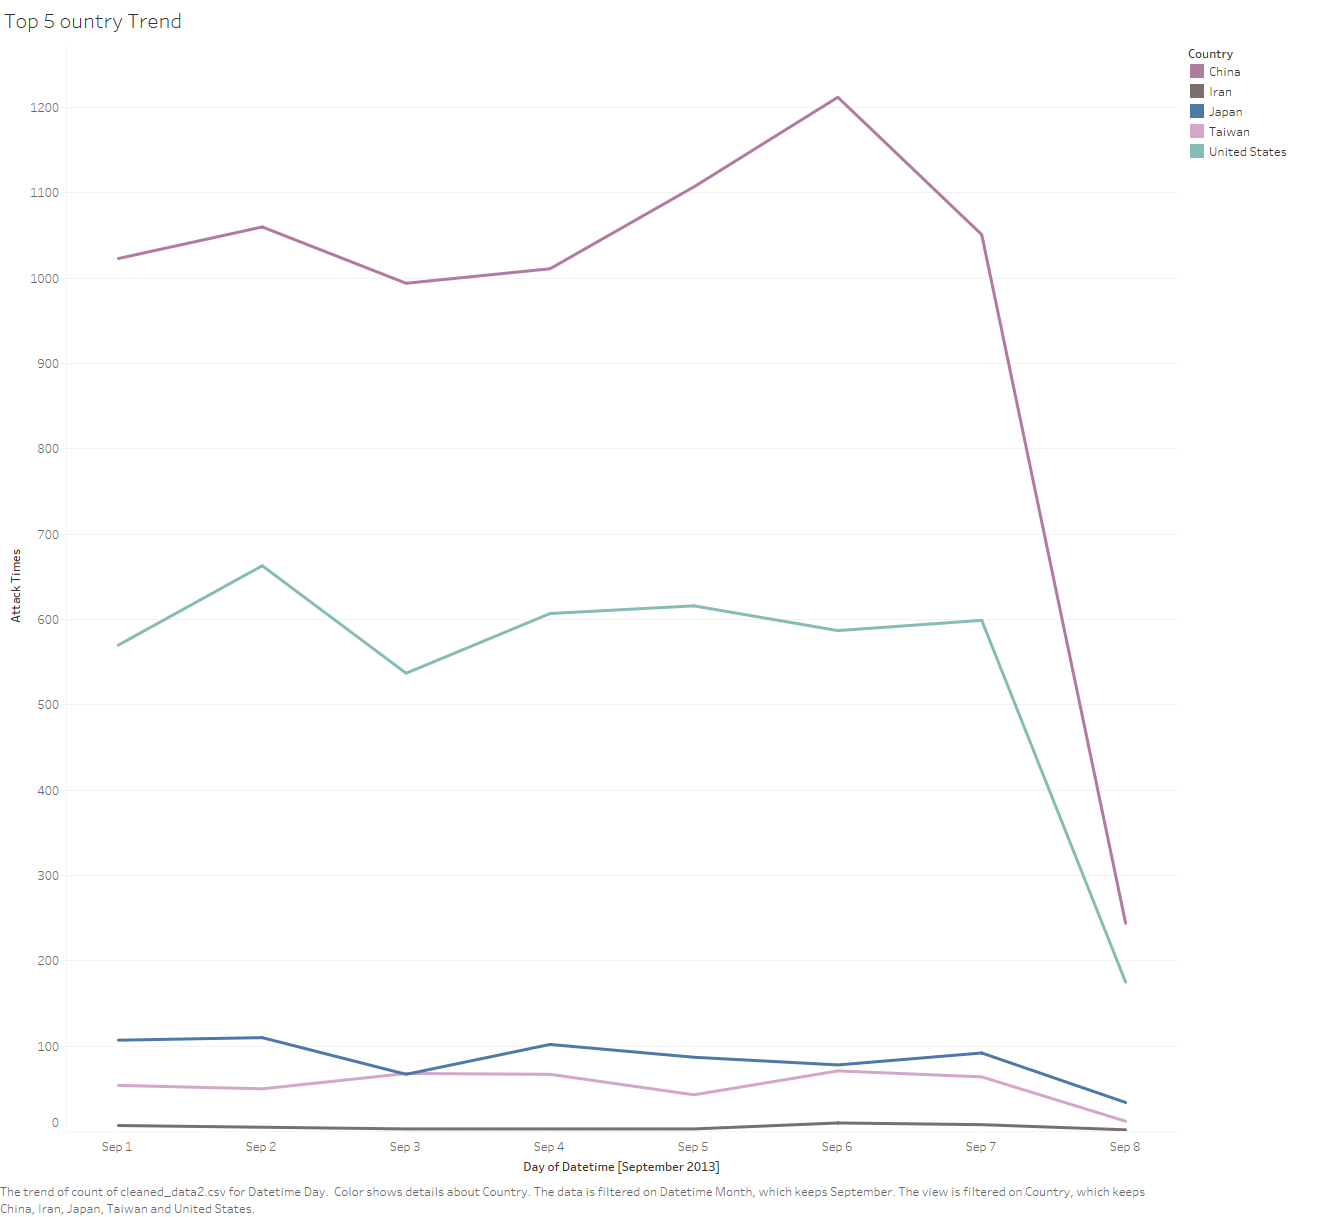 Top 5 ountry Trend
Country
China
Iran
Japan
Taiwan
United States
1200
1100
1000
900
800
700
600
500
400
300
200
100
0
Attack Times
Sep 1 Sep 2 Sep 3 Sep 4 Sep 5 Sep 6 Sep 7 Sep 8
Day of Datetime [September 2013]
The trend of count of cleaned_data2.csv for Datetime Day.  Color shows details about Country. The data is filtered on Datetime Month, which keeps September. The view is filtered on Country, which keeps
China, Iran, Japan, Taiwan and United States.